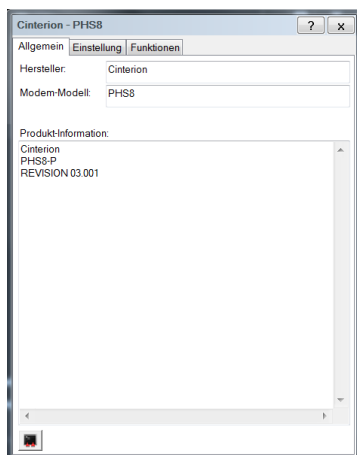 Cinterion - PHS8
? x
Allgemein Einstellung Funktionen
Hersteller: Cinterion
Modem-Modell: PHS8
Produkt-Information:
Cinterion
PHS8-P
REVISION 03.001